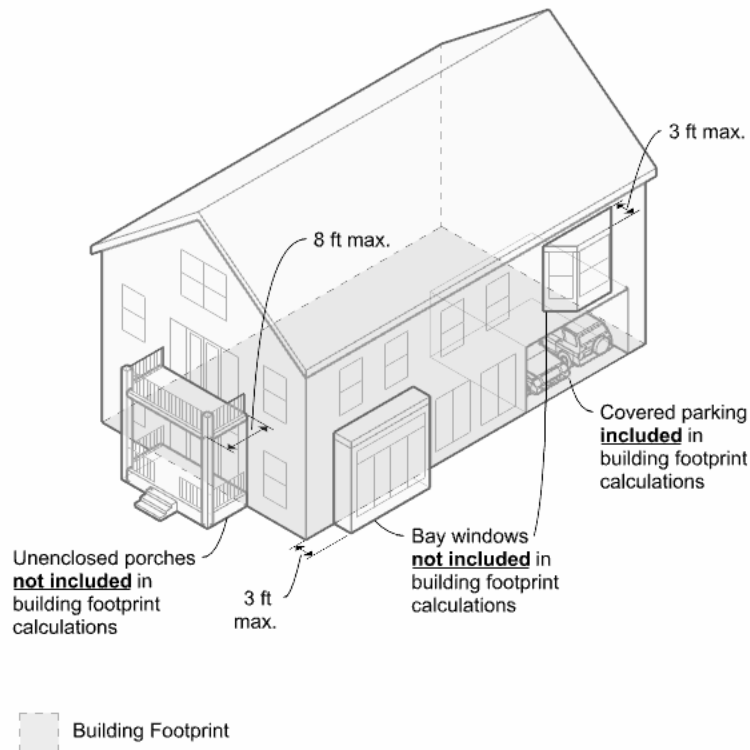 3 ft max.
8 ft max.
Covered parking
included in
building footprint
calculations
Bay windows
not included in
building footprint
calculations
Unenclosed porches
not included in
building footprint
calculations
3 ft
max.
Building Footprint